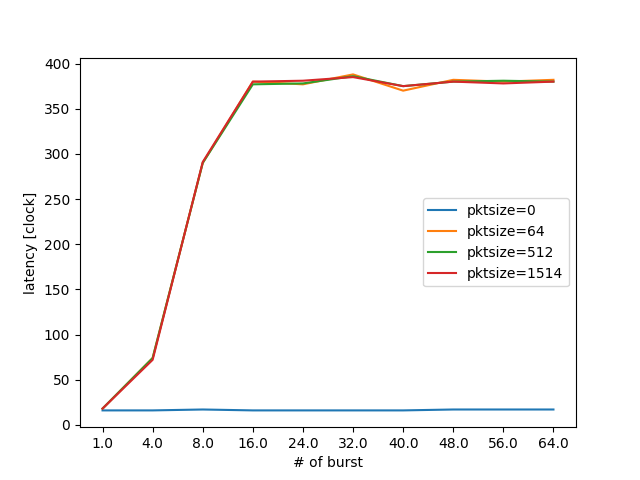 400
350
300
250
200
150
100
50
0
latency [clock]
pktsize=0
pktsize=64
pktsize=512
pktsize=1514
1.0 4.0 8.0 16.0 24.0 32.0 40.0 48.0 56.0 64.0
# of burst